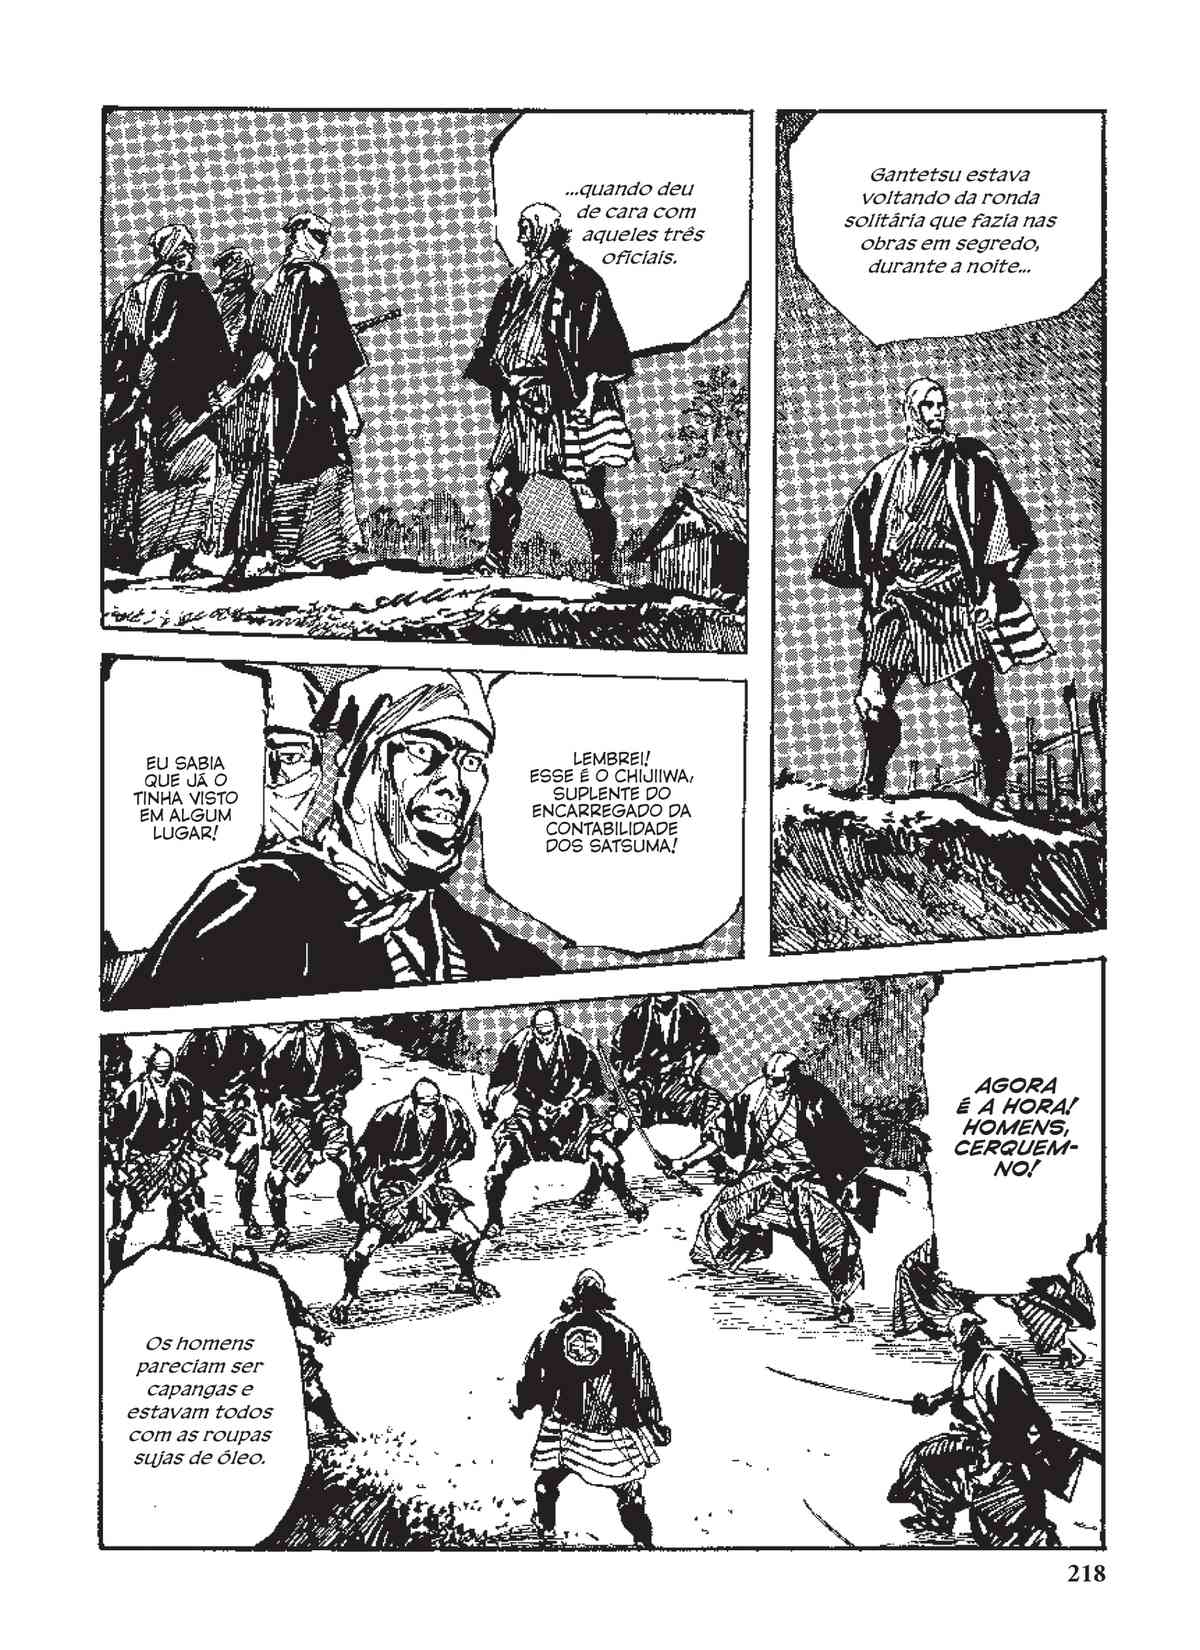 Gantetsu estava
voltando da ronda
solitária que fazia nas
obras em segredo,
durante a noite...
...quando deu
de cara com
aqueles três
oficiais.
LEMBREI!
ESSE É O CHIJIIWA,
SUPLENTE DO
ENCARREGADO DA
CONTABILIDADE
DOS SATSUMA!
EU SABIA
QUE JÁ O
TINHA VISTO
EM ALGUM
LUGAR!
AGORA
É A HORA!
HOMENS,
CERQUEM-
NO!
Os homens
pareciam ser
capangas e
estavam todos
com as roupas
sujas de óleo.
218